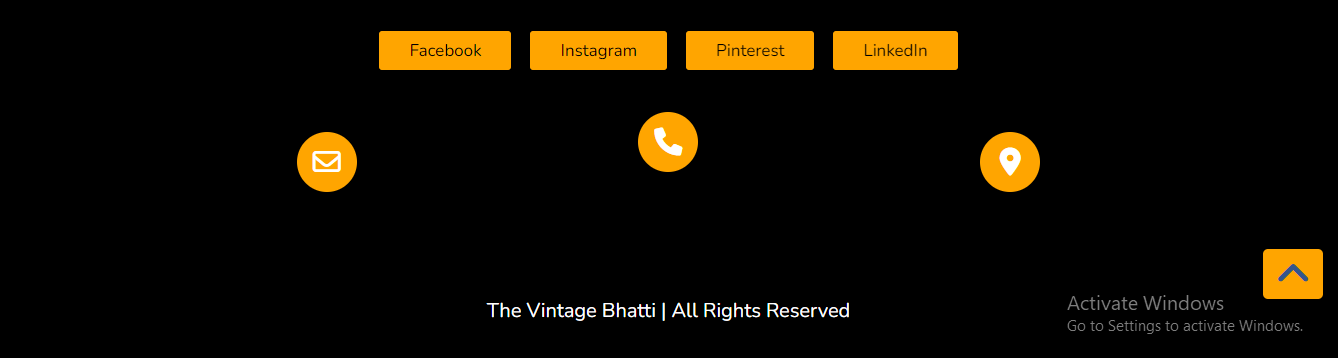 Facebook Instagram Pinterest LinkedIn
The Vintage Bhatti | All Rights Reserved
Activate Windows
Go to Settings to activate Windows.